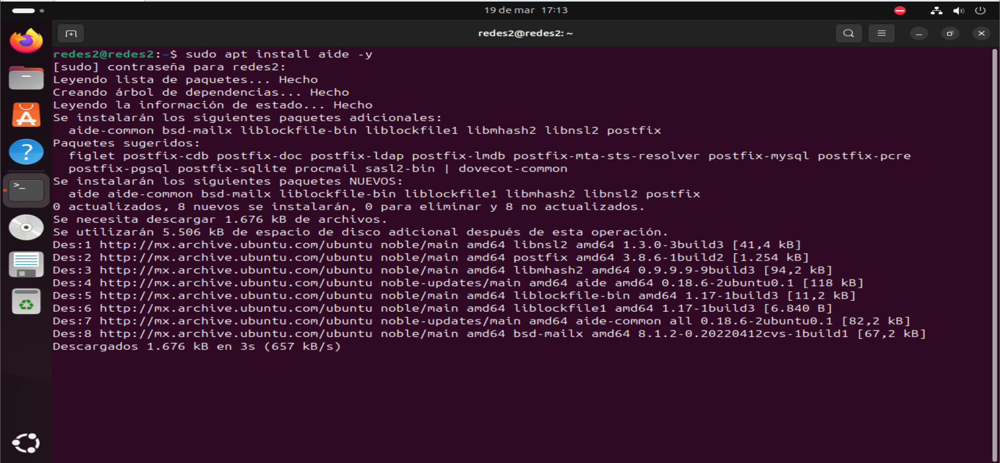 19 de mar 17:13
redes2@redes2: ~
redes2@redes2:~$ sudo apt install aide -y
[sudo] contraseña para redes2:
Leyendo lista de paquetes... Hecho
Creando árbol de dependencias... Hecho
Leyendo la información de estado... Hecho
Se instalarán los siguientes paquetes adicionales:
  aide-common bsd-mailx liblockfile-bin liblockfile1 libmhash2 libnsl2 postfix
Paquetes sugeridos:
  figlet postfix-cdb postfix-doc postfix-ldap postfix-lmdb postfix-mta-sts-resolver postfix-mysql postfix-pcre
  postfix-pgsql postfix-sqlite procmail sasl2-bin | dovecot-common
Se instalarán los siguientes paquetes NUEVOS:
  aide aide-common bsd-mailx liblockfile-bin liblockfile1 libmhash2 libnsl2 postfix
0 actualizados, 8 nuevos se instalarán, 0 para eliminar y 8 no actualizados.
Se necesita descargar 1.676 kB de archivos.
Se utilizarán 5.506 kB de espacio de disco adicional después de esta operación.
Des:1 http://mx.archive.ubuntu.com/ubuntu noble/main amd64 libnsl2 amd64 1.3.0-3build3 [41,4 kB]
Des:2 http://mx.archive.ubuntu.com/ubuntu noble/main amd64 postfix amd64 3.8.6-1build2 [1.254 kB]
Des:3 http://mx.archive.ubuntu.com/ubuntu noble/main amd64 libmhash2 amd64 0.9.9.9-9build3 [94,2 kB]
Des:4 http://mx.archive.ubuntu.com/ubuntu noble-updates/main amd64 aide amd64 0.18.6-2ubuntu0.1 [118 kB]
Des:5 http://mx.archive.ubuntu.com/ubuntu noble/main amd64 liblockfile-bin amd64 1.17-1build3 [11,2 kB]
Des:6 http://mx.archive.ubuntu.com/ubuntu noble/main amd64 liblockfile1 amd64 1.17-1build3 [6.840 B]
Des:7 http://mx.archive.ubuntu.com/ubuntu noble-updates/main amd64 aide-common all 0.18.6-2ubuntu0.1 [82,2 kB]
Des:8 http://mx.archive.ubuntu.com/ubuntu noble/main amd64 bsd-mailx amd64 8.1.2-0.20220412cvs-1build1 [67,2 kB]
Descargados 1.676 kB en 3s (657 kB/s)